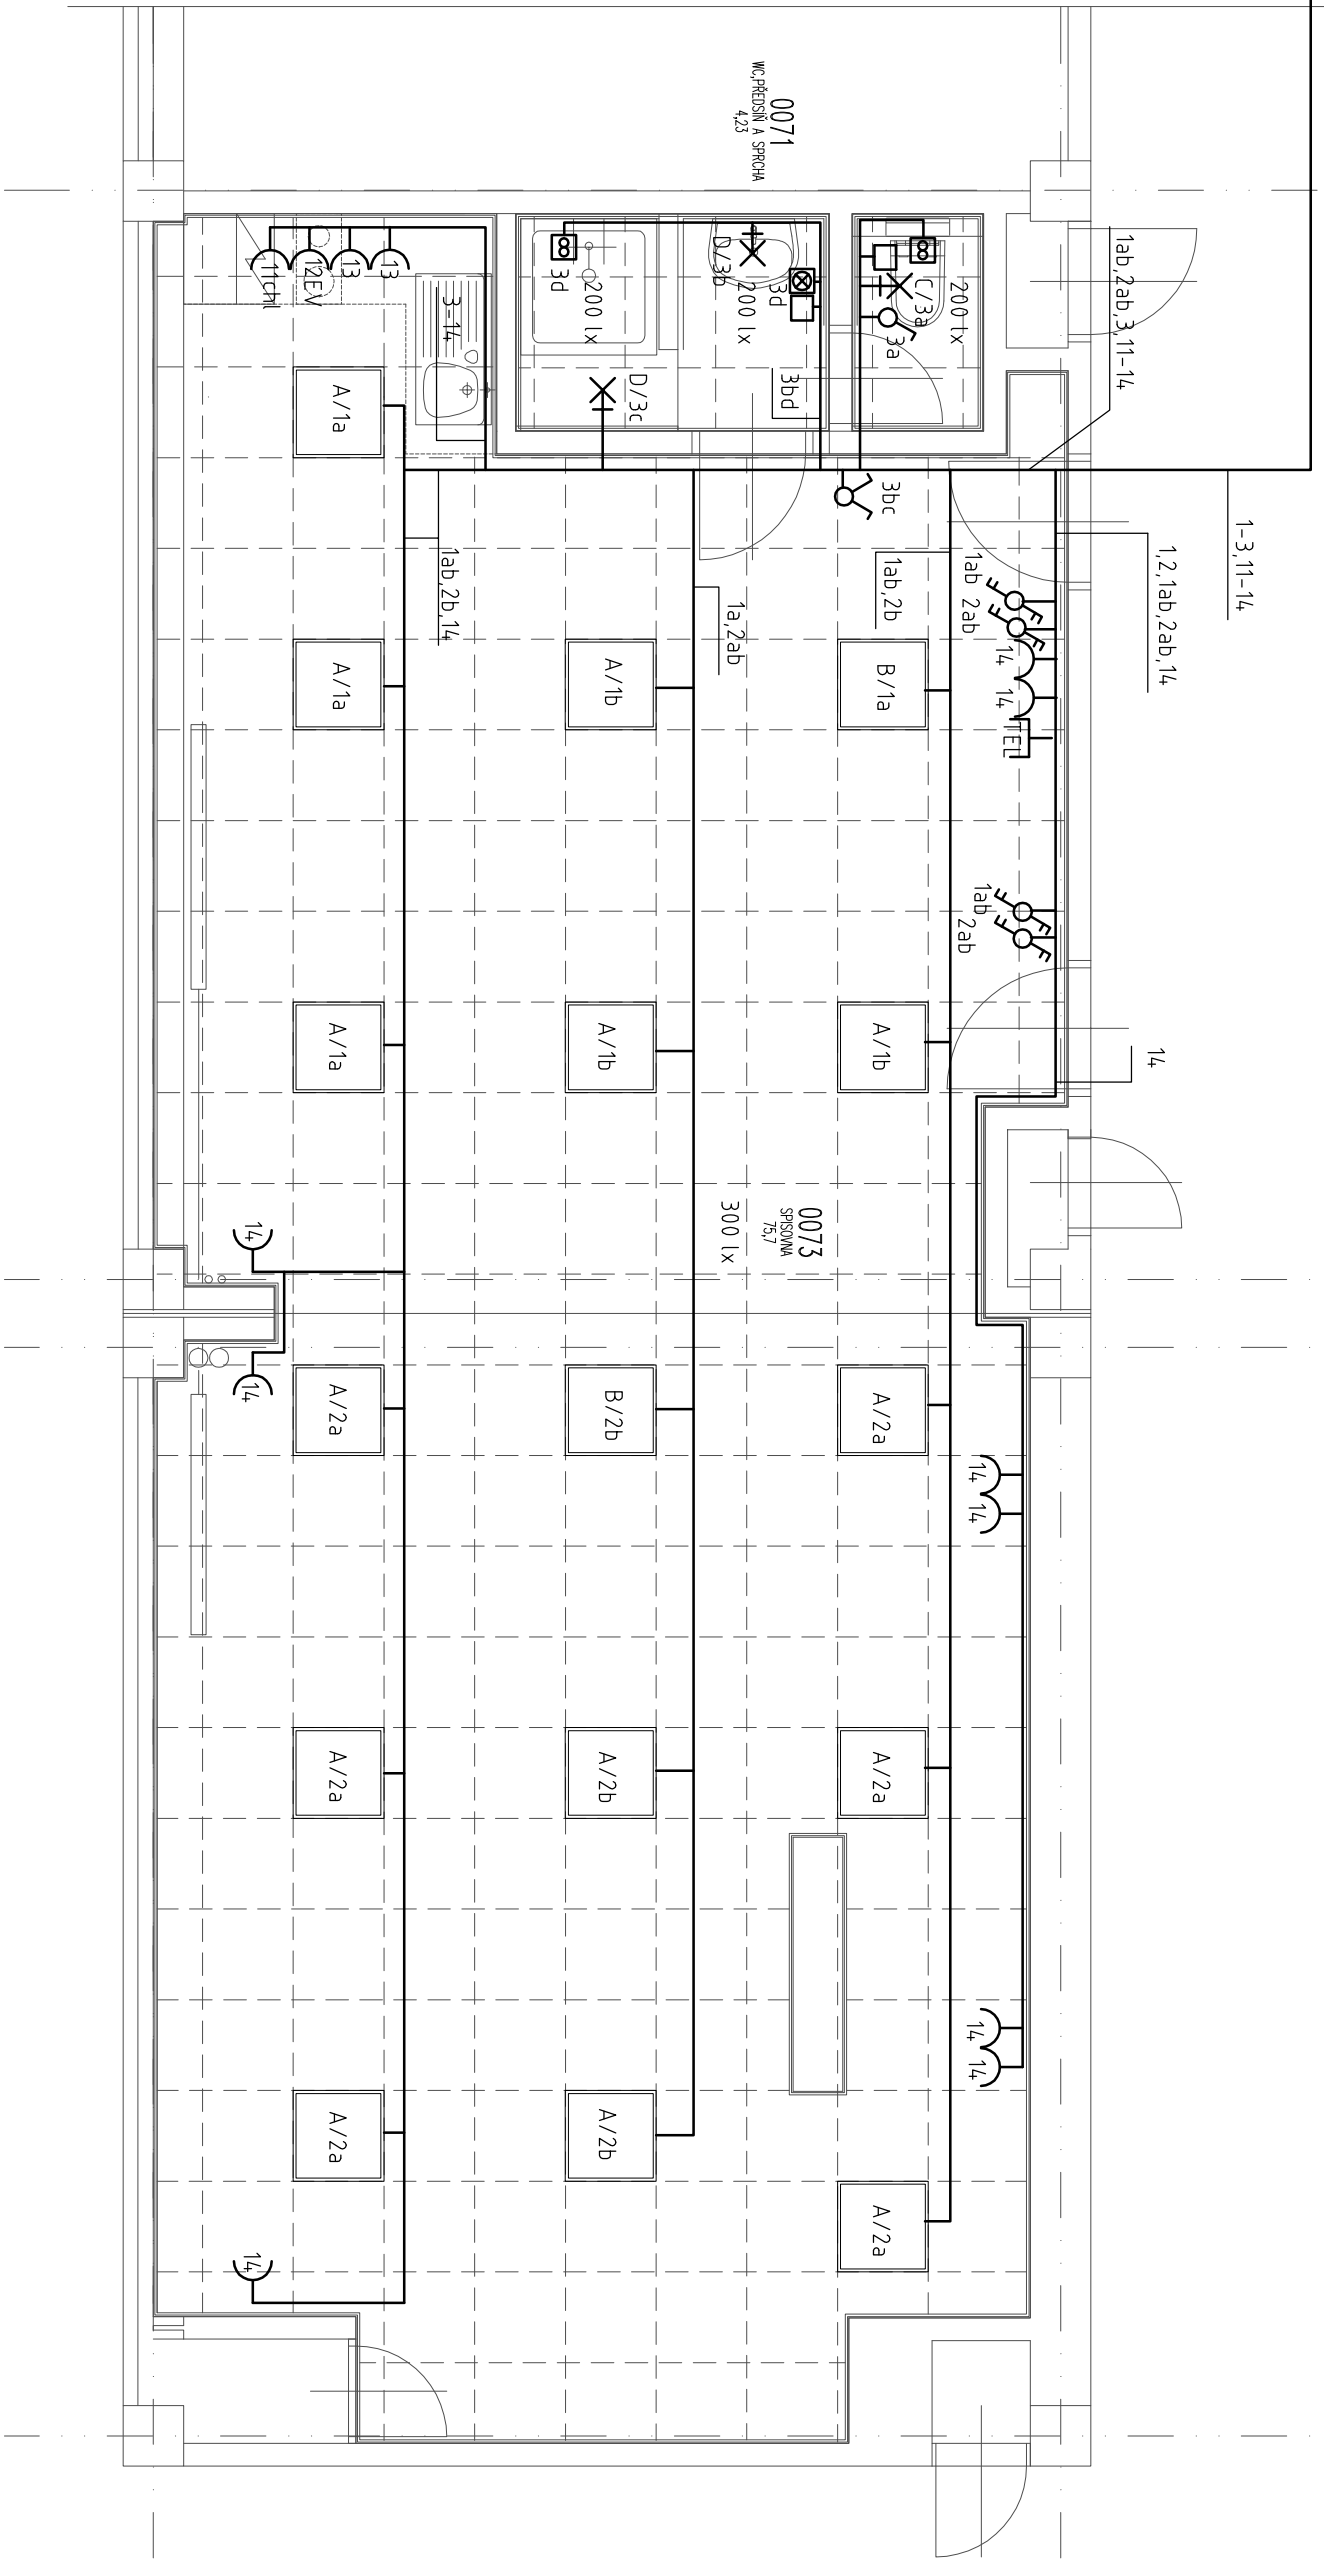 0071
WC,PŘEDSÍŇ A SPRCHA
4,23
1ab,2ab,3,11-14
1-3,11-14
1,2,1ab,2ab,14
200 lx
C/3a
3a
3d
200 lx
D/3b
3bd
3d
200 lx
D/3c
3-14
13
13
12EV
11chl
3bc
1ab
2ab
14
14
TEL
1ab,2b
1a,2ab
1ab,2b,14
B/1a
A/1b
A/1a
A/1a
1ab
2ab
14
A/1b
A/1b
A/1a
0073
SPISOVNA
75,7
300 lx
14
14
A/2a
B/2b
A/2a
14
14
A/2a
A/2b
A/2a
14
14
A/2a
A/2b
A/2a
14